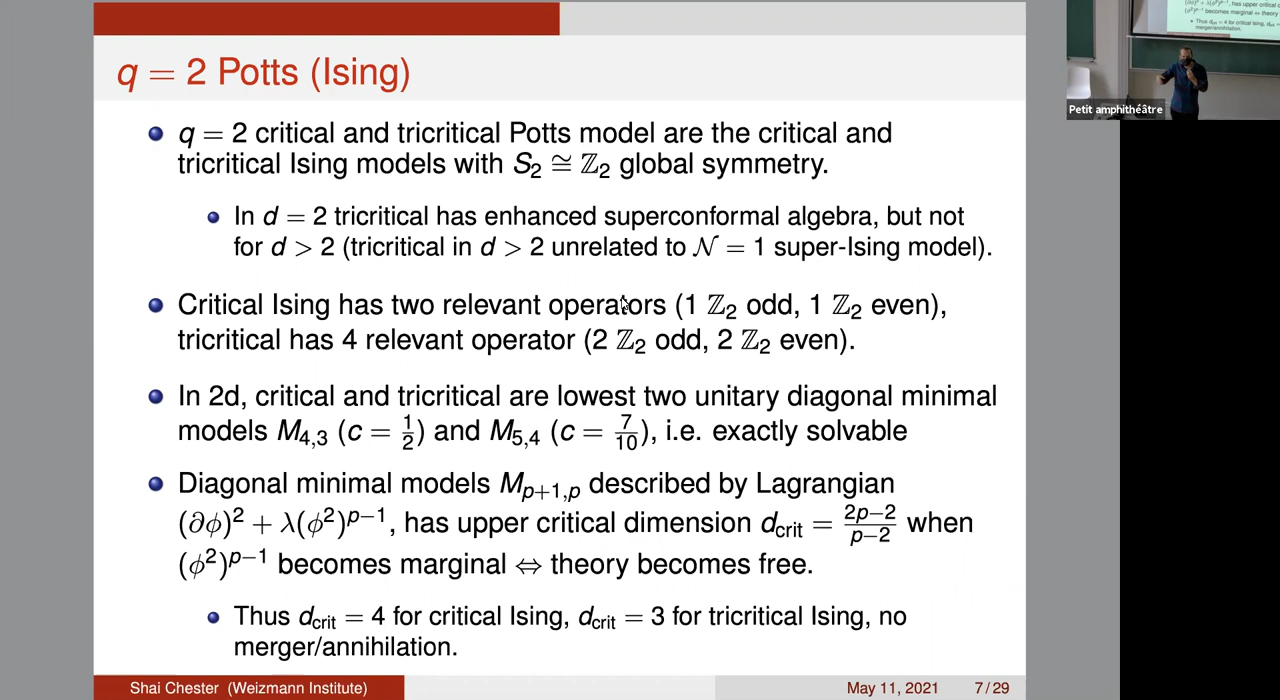 q = 2 Potts (Ising)
q = 2 critical and tricritical Potts model are the critical and
tricritical Ising models with S₂ ≅ ℤ₂ global symmetry.
In d = 2 tricritical has enhanced superconformal algebra, but not
for d > 2 (tricritical in d > 2 unrelated to 𝒩 = 1 super-Ising model).
Critical Ising has two relevant operators (1 ℤ₂ odd, 1 ℤ₂ even),
tricritical has 4 relevant operator (2 ℤ₂ odd, 2 ℤ₂ even).
In 2d, critical and tricritical are lowest two unitary diagonal minimal
models M₄,₃ (c = 1/2) and M₅,₄ (c = 7/10), i.e. exactly solvable
Diagonal minimal models Mₚ₊₁,ₚ described by Lagrangian
(∂ϕ)² + λ(ϕ²)ᵖ⁻¹, has upper critical dimension d_crit = (2p−2)/(p−2) when
(ϕ²)ᵖ⁻¹ becomes marginal ⇔ theory becomes free.
Thus d_crit = 4 for critical Ising, d_crit = 3 for tricritical Ising, no
merger/annihilation.
Shai Chester (Weizmann Institute)
May 11, 2021
7 / 29
Petit amphithéâtre